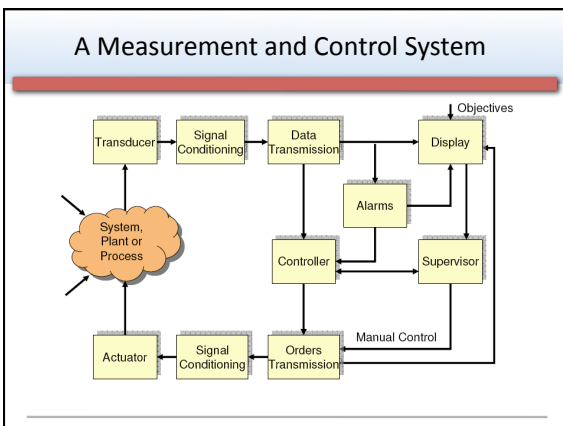 A Measurement and Control System
Objectives
Transducer
Signal
Conditioning
Data
Transmission
Display
Alarms
System,
Plant or
Process
Controller
Supervisor
Manual Control
Actuator
Signal
Conditioning
Orders
Transmission